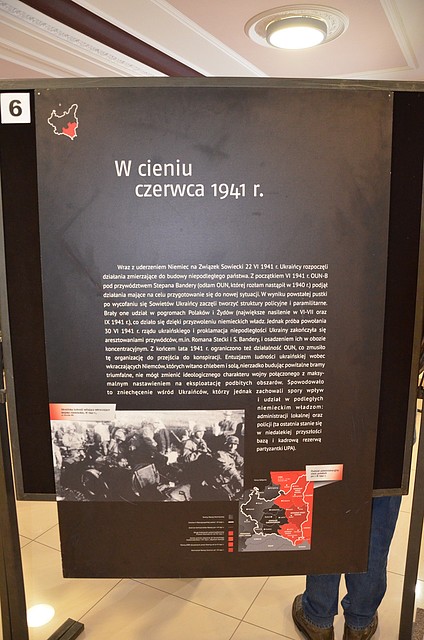 6
W cieniu
czerwca 1941 r.
Wraz z uderzeniem Niemiec na Związek Sowiecki 22 VI 1941 r. Ukraińcy rozpoczęli
działania zmierzające do budowy niepodległego państwa. Z początkiem VI 1941 r. OUN-B
pod przywództwem Stepana Bandery (odłam OUN, której rozłam nastąpił w 1940 r.) podjął
działania mające na celu przygotowanie się do nowej sytuacji. W wyniku powstałej pustki
po wycofaniu się Sowietów Ukraińcy zaczęli tworzyć struktury policyjne i paramilitarne.
Brały one udział w pogromach Polaków i Żydów (największe nasilenie w VI-VII oraz
IX 1941 r.), co działo się dzięki przyzwoleniu niemieckich władz. Jednak próba powołania
30 VI 1941 r. rządu ukraińskiego i proklamacja niepodległości Ukrainy zakończyła się
aresztowaniami przywódców, m.in. Romana Stecki i S. Bandery, i osadzeniem ich w obozie
koncentracyjnym. Z końcem lata 1941 r. ograniczono też działalność OUN, co zmusiło
tę organizację do przejścia do konspiracji. Entuzjazm ludności ukraińskiej wobec
wkraczających Niemców, których witano chlebem i solą, nierzadko budując powitalne bramy
triumfalne, nie mógł zmienić ideologicznego charakteru wojny połączonego z maksy-
malnym nastawieniem na eksploatację podbitych obszarów. Spowodowało
to zniechęcenie wśród Ukraińców, którzy jednak zachowali spory wpływ
i udział w podległych
niemieckim władzom:
administracji lokalnej oraz
policji (ta ostatnia stanie się
w niedalekiej przyszłości
bazą i kadrową rezerwą
partyzantki UPA).